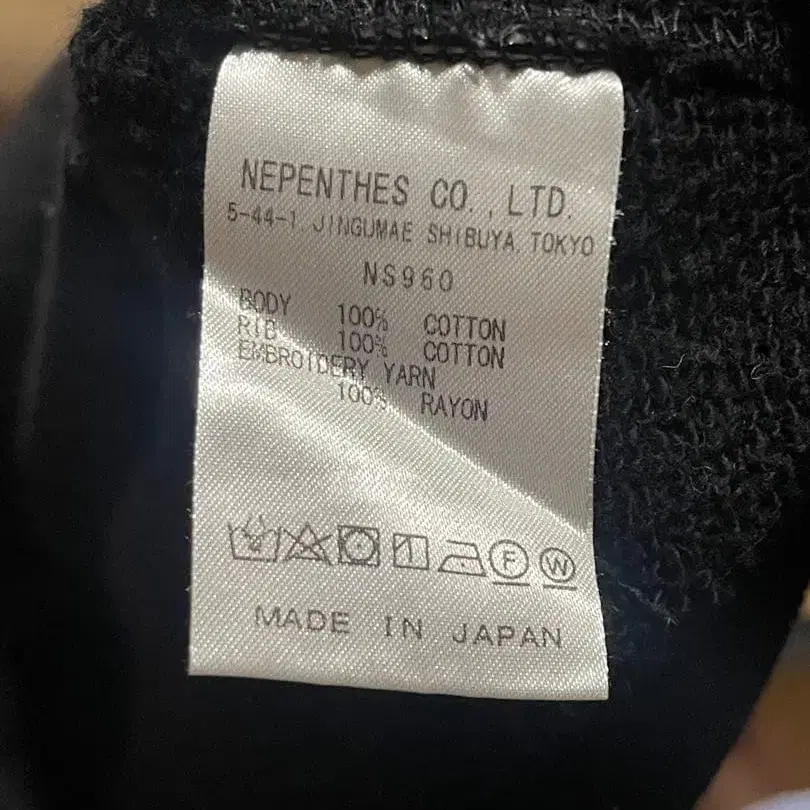 NEPENTHES CO., LTD.
5-44-1, JINGUMAE SHIBUYA, TOKYO
NS960
BODY 100% COTTON
RIB 100% COTTON
EMBROIDERY YARN
100% RAYON
F W
MADE IN JAPAN